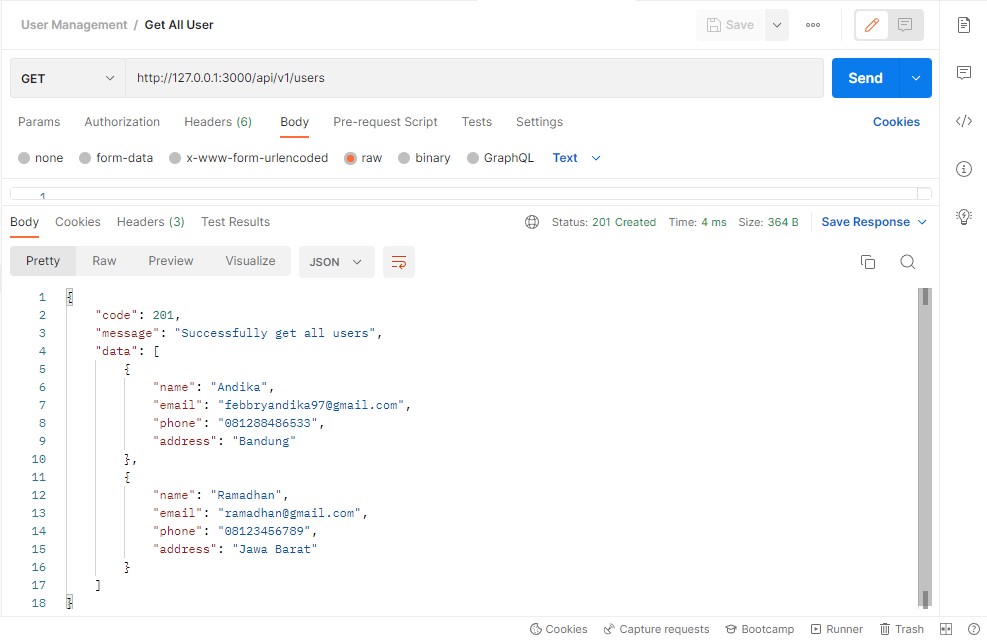 User Management / Get All User
Save
GET http://127.0.0.1:3000/api/v1/users Send
Params Authorization Headers (6) Body Pre-request Script Tests Settings Cookies
none form-data x-www-form-urlencoded raw binary GraphQL Text
1
Body Cookies Headers (3) Test Results Status: 201 Created Time: 4 ms Size: 364 B Save Response
Pretty Raw Preview Visualize JSON
1 {
2 "code": 201,
3 "message": "Successfully get all users",
4 "data": [
5 {
6 "name": "Andika",
7 "email": "febbryandika97@gmail.com",
8 "phone": "081288486533",
9 "address": "Bandung"
10 },
11 {
12 "name": "Ramadhan",
13 "email": "ramadhan@gmail.com",
14 "phone": "08123456789",
15 "address": "Jawa Barat"
16 }
17 ]
18 }
Cookies Capture requests Bootcamp Runner Trash